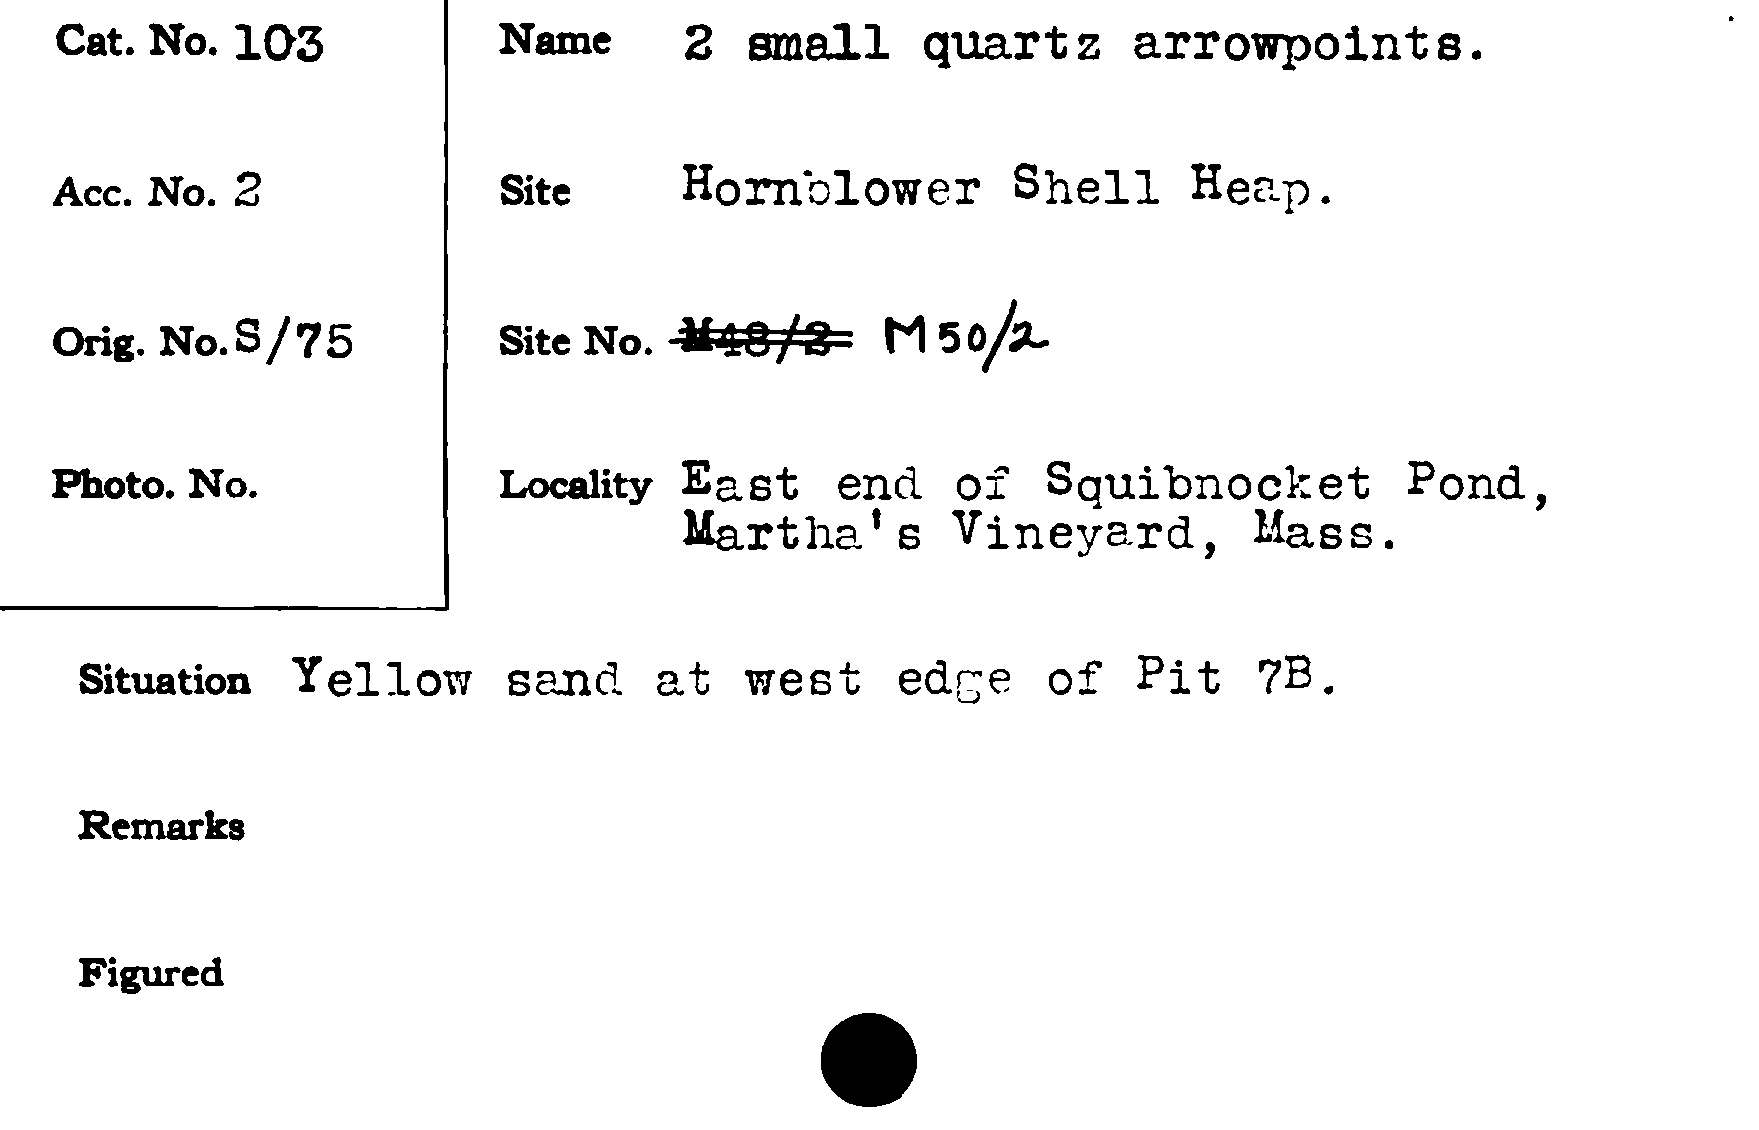 Cat. No. 103
Name 2 small quartz arrowpoints.
Acc. No. 2
Site Hornblower Shell Heap.
Orig. No. S/75
Site No. M48/2 M50/2
Photo. No.
Locality East end of Squibnocket Pond,
Martha's Vineyard, Mass.
Situation Yellow sand at west edge of Pit 7B.
Remarks
Figured